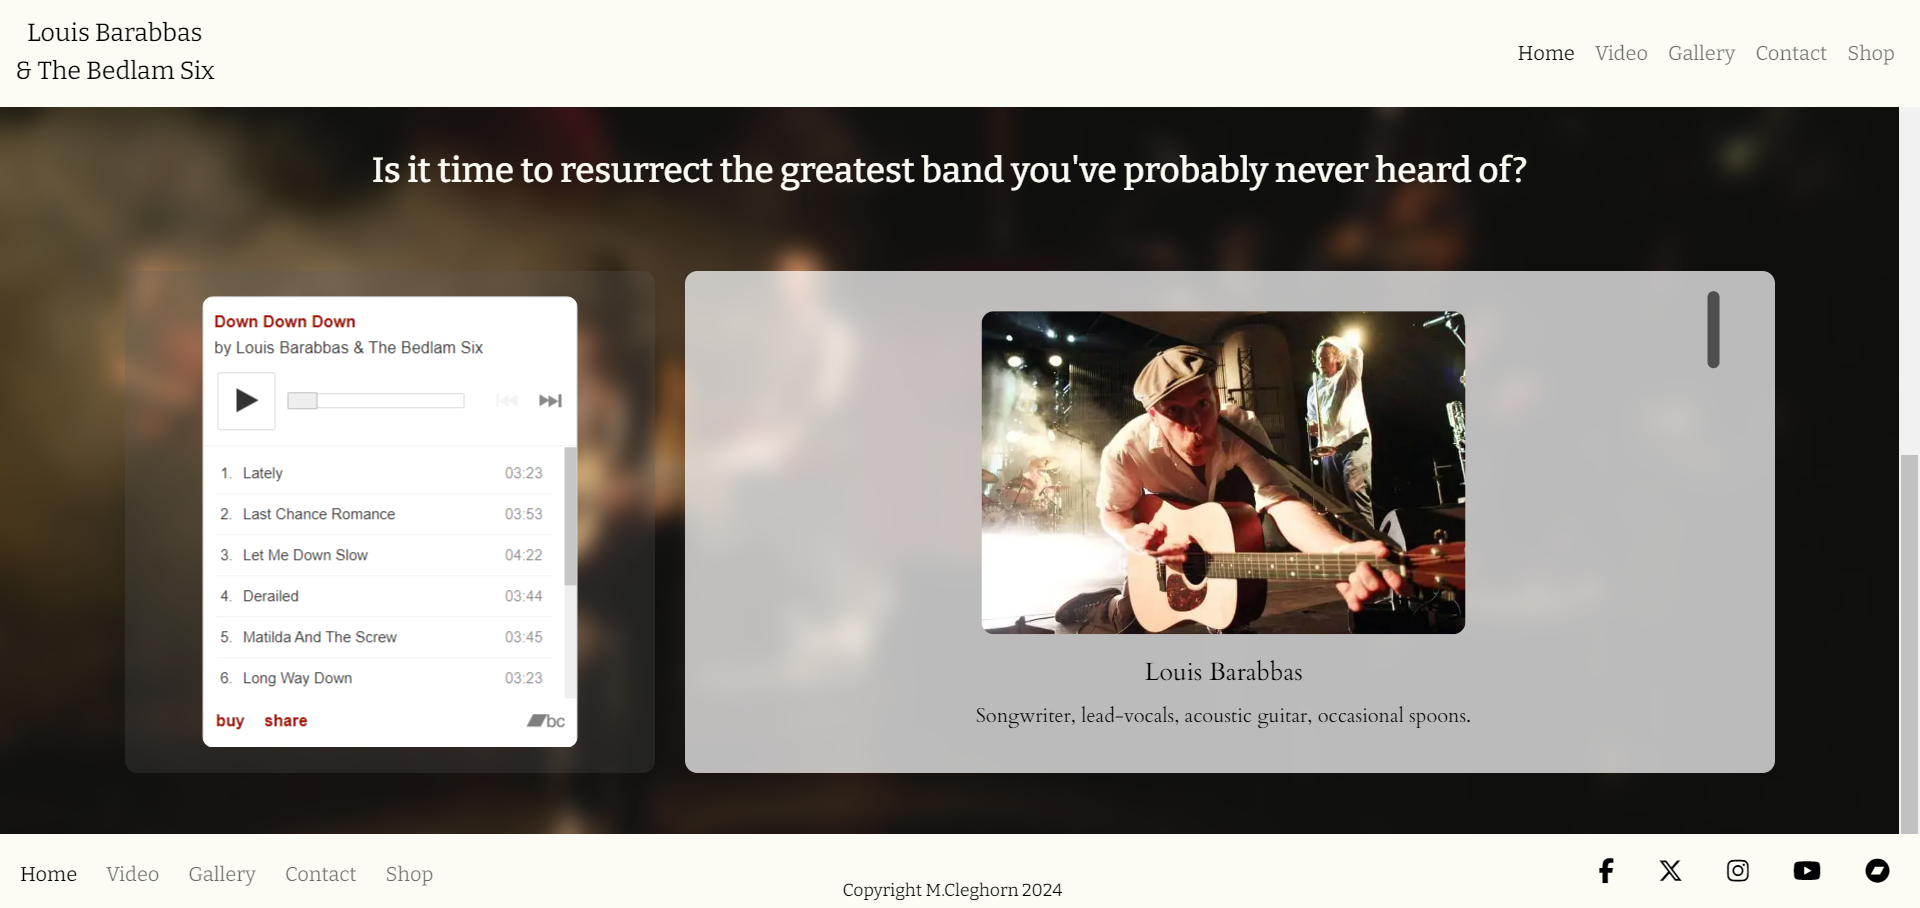 Louis Barabbas
& The Bedlam Six
Home Video Gallery Contact Shop
Is it time to resurrect the greatest band you've probably never heard of?
Down Down Down
by Louis Barabbas & The Bedlam Six
1. Lately 03:23
2. Last Chance Romance 03:53
3. Let Me Down Slow 04:22
4. Derailed 03:44
5. Matilda And The Screw 03:45
6. Long Way Down 03:23
buy share bc
Louis Barabbas
Songwriter, lead-vocals, acoustic guitar, occasional spoons.
Home Video Gallery Contact Shop
Copyright M.Cleghorn 2024